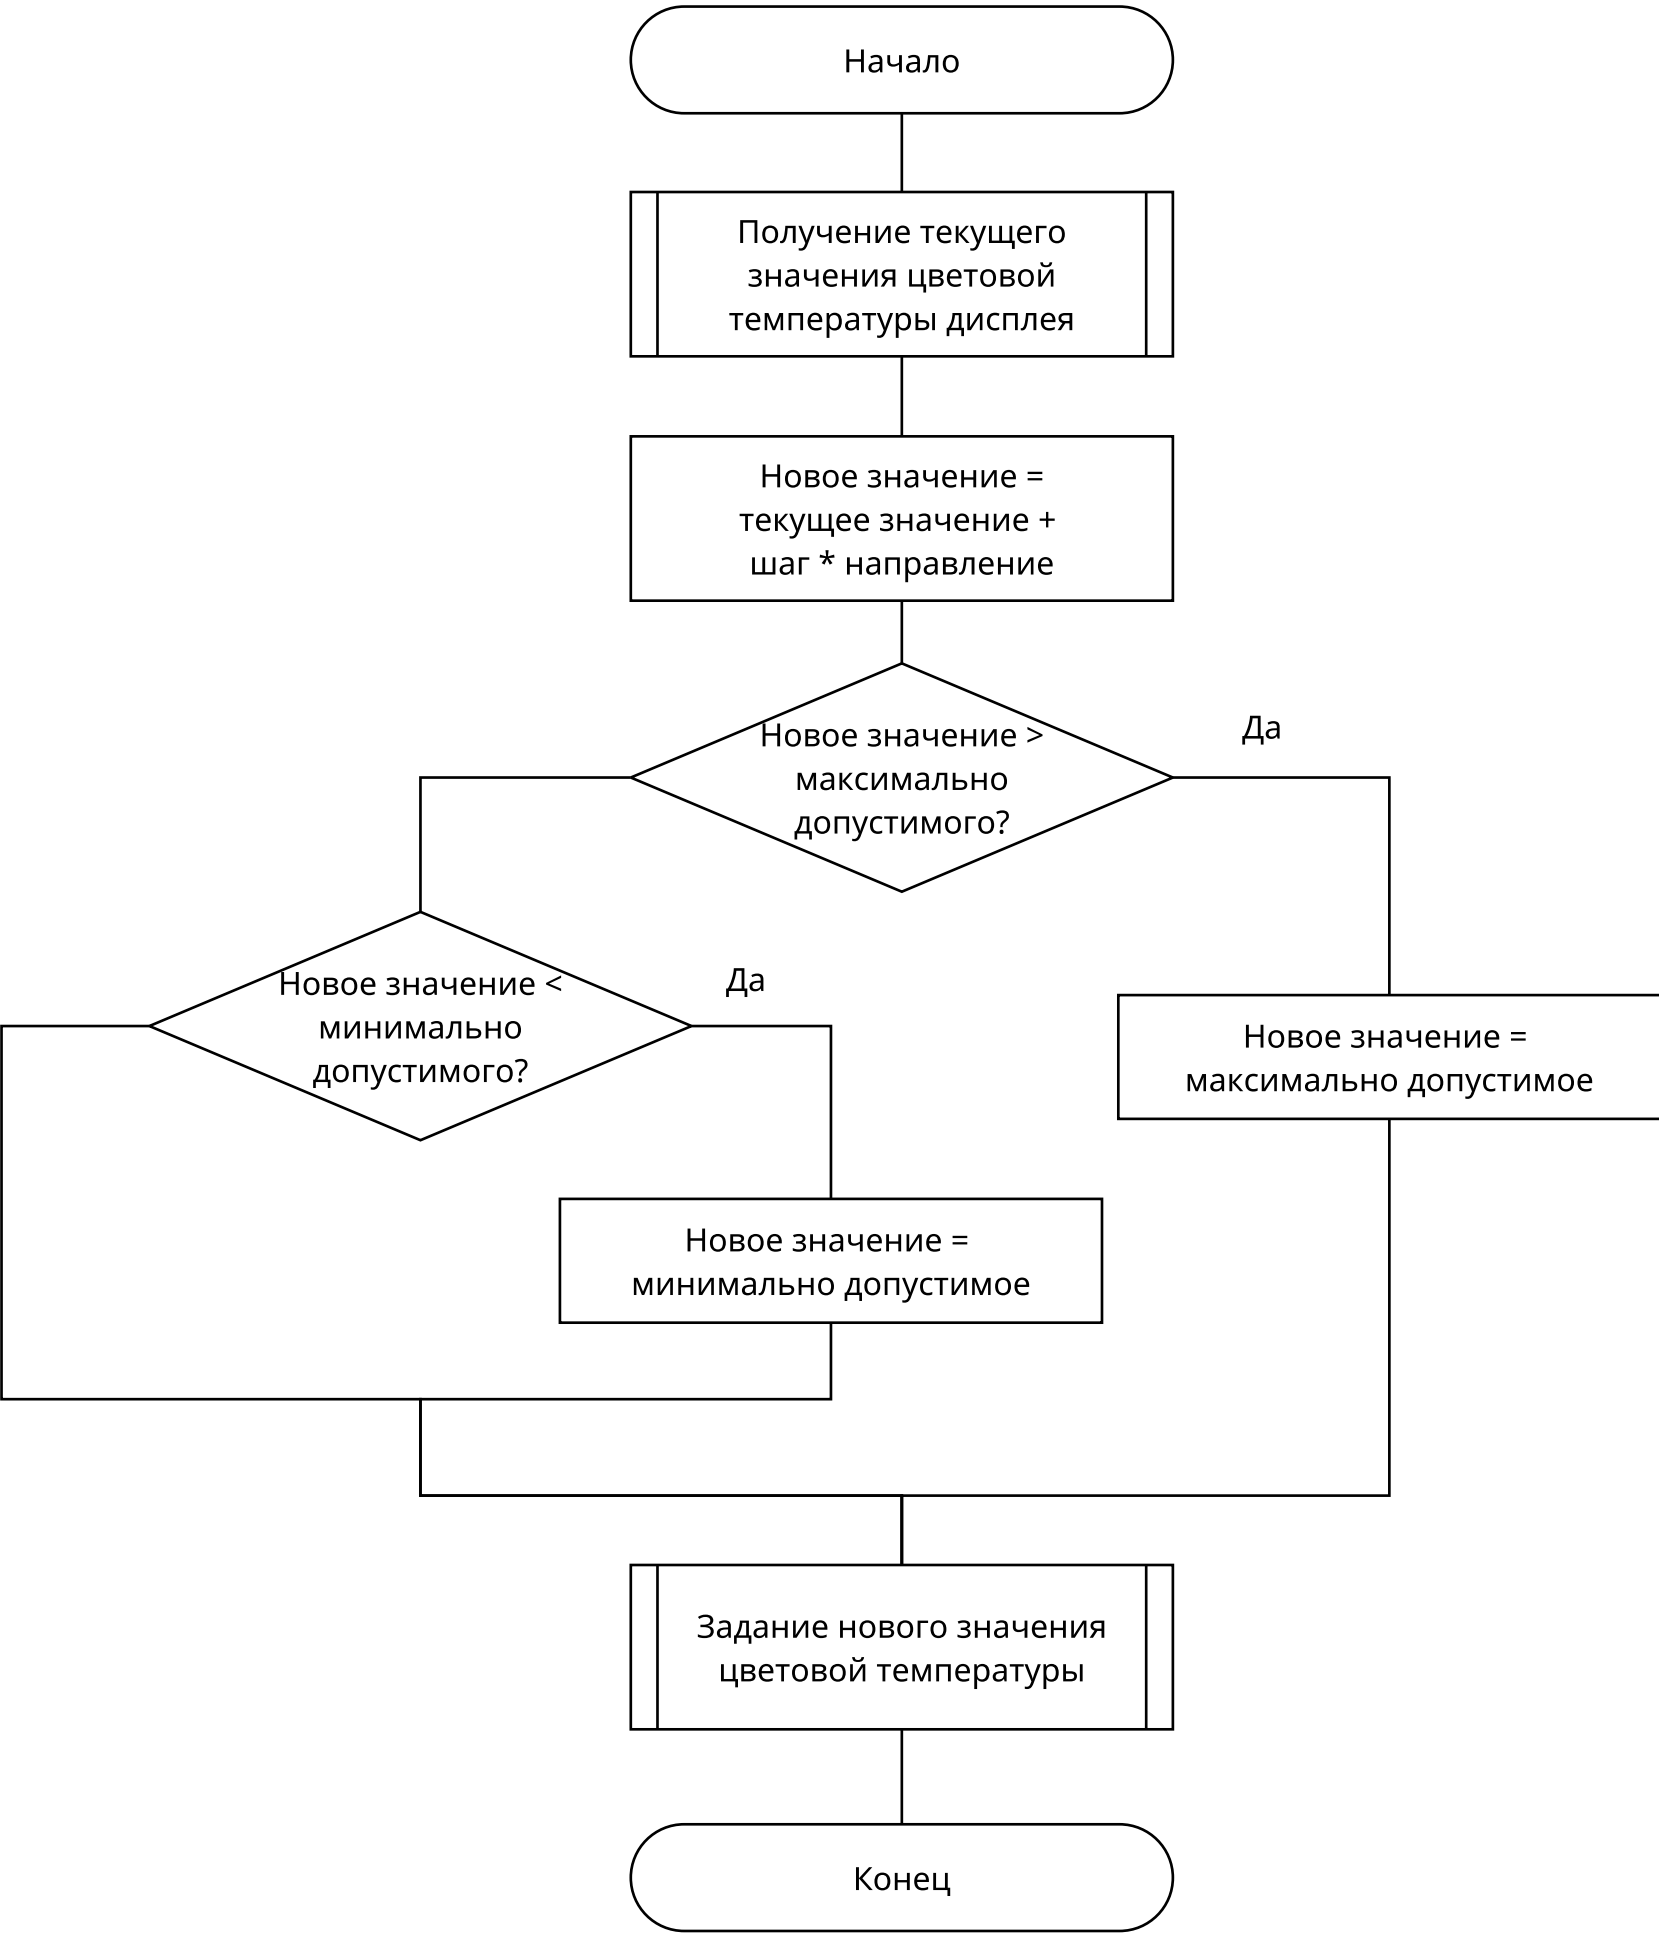 Начало
Получение текущего
значения цветовой
температуры дисплея
Новое значение =
текущее значение +
шаг * направление
Новое значение >
максимально
допустимого?
Да
Новое значение <
минимально
допустимого?
Да
Новое значение =
максимально допустимое
Новое значение =
минимально допустимое
Задание нового значения
цветовой температуры
Конец